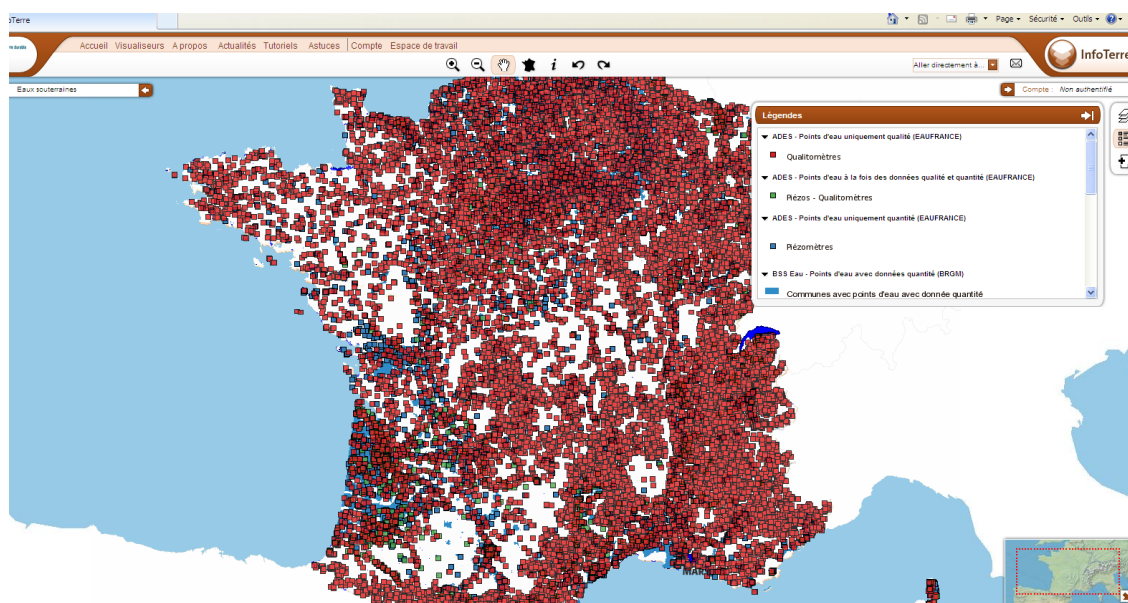 oTerre
Page Sécurité Outils
Accueil Visualiseurs A propos Actualités Tutoriels Astuces Compte Espace de travail
InfoTerre
Aller directement à...
Eaux souterraines
Compte : Non authentifié
Légendes
ADES - Points d'eau uniquement qualité (EAUFRANCE)
Qualitomètres
ADES - Points d'eau à la fois des données qualité et quantité (EAUFRANCE)
Piézos - Qualitomètres
ADES - Points d'eau uniquement quantité (EAUFRANCE)
Piézomètres
BSS Eau - Points d'eau avec données quantité (BRGM)
Communes avec points d'eau avec donnée quantité